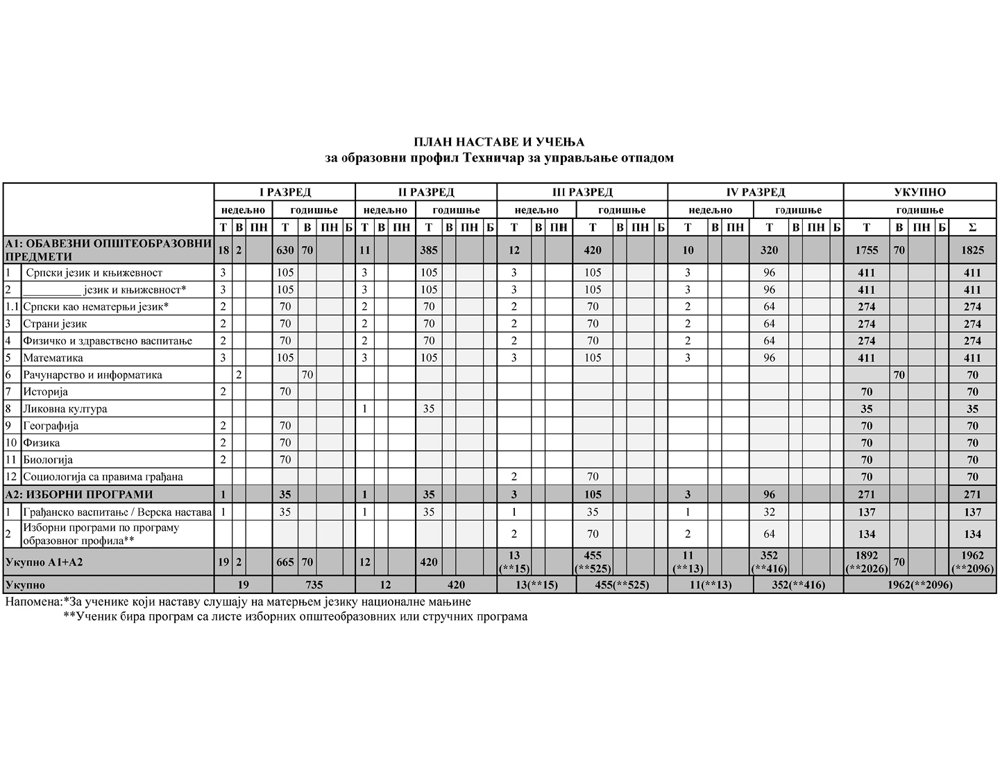 ПЛАН НАСТАВЕ И УЧЕЊА
за образовни профил Техничар за управљање отпадом
I РАЗРЕД II РАЗРЕД III РАЗРЕД IV РАЗРЕД УКУПНО
недељно годишње недељно годишње недељно годишње недељно годишње годишње
Т В ПН Т В ПН Б Т В ПН Т В ПН Б Т В ПН Т В ПН Б Т В ПН Т В ПН Б Т В ПН Б Σ
А1: ОБАВЕЗНИ ОПШТЕОБРАЗОВНИ
ПРЕДМЕТИ 18 2 630 70 11 385 12 420 10 320 1755 70 1825
1 Српски језик и књижевност 3 105 3 105 3 105 3 96 411 411
2 __________ језик и књижевност* 3 105 3 105 3 105 3 96 411 411
1.1 Српски као нематерњи језик* 2 70 2 70 2 70 2 64 274 274
3 Страни језик 2 70 2 70 2 70 2 64 274 274
4 Физичко и здравствено васпитање 2 70 2 70 2 70 2 64 274 274
5 Математика 3 105 3 105 3 105 3 96 411 411
6 Рачунарство и информатика 2 70 70 70
7 Историја 2 70 70 70
8 Ликовна култура 1 35 35 35
9 Географија 2 70 70 70
10 Физика 2 70 70 70
11 Биологија 2 70 70 70
12 Социологија са правима грађана 2 70 70 70
А2: ИЗБОРНИ ПРОГРАМИ 1 35 1 35 3 105 3 96 271 271
1 Грађанско васпитање / Верска настава 1 35 1 35 1 35 1 32 137 137
2 Изборни програми по програму
образовног профила** 2 70 2 64 134 134
Укупно А1+А2 19 2 665 70 12 420 13 455 11 352 1892 70 1962
(**15) (**525) (**13) (**416) (**2026) (**2096)
Укупно 19 735 12 420 13(**15) 455(**525) 11(**13) 352(**416) 1962(**2096)
Напомена:*За ученике који наставу слушају на матерњем језику националне мањине
**Ученик бира програм са листе изборних општеобразовних или стручних програма